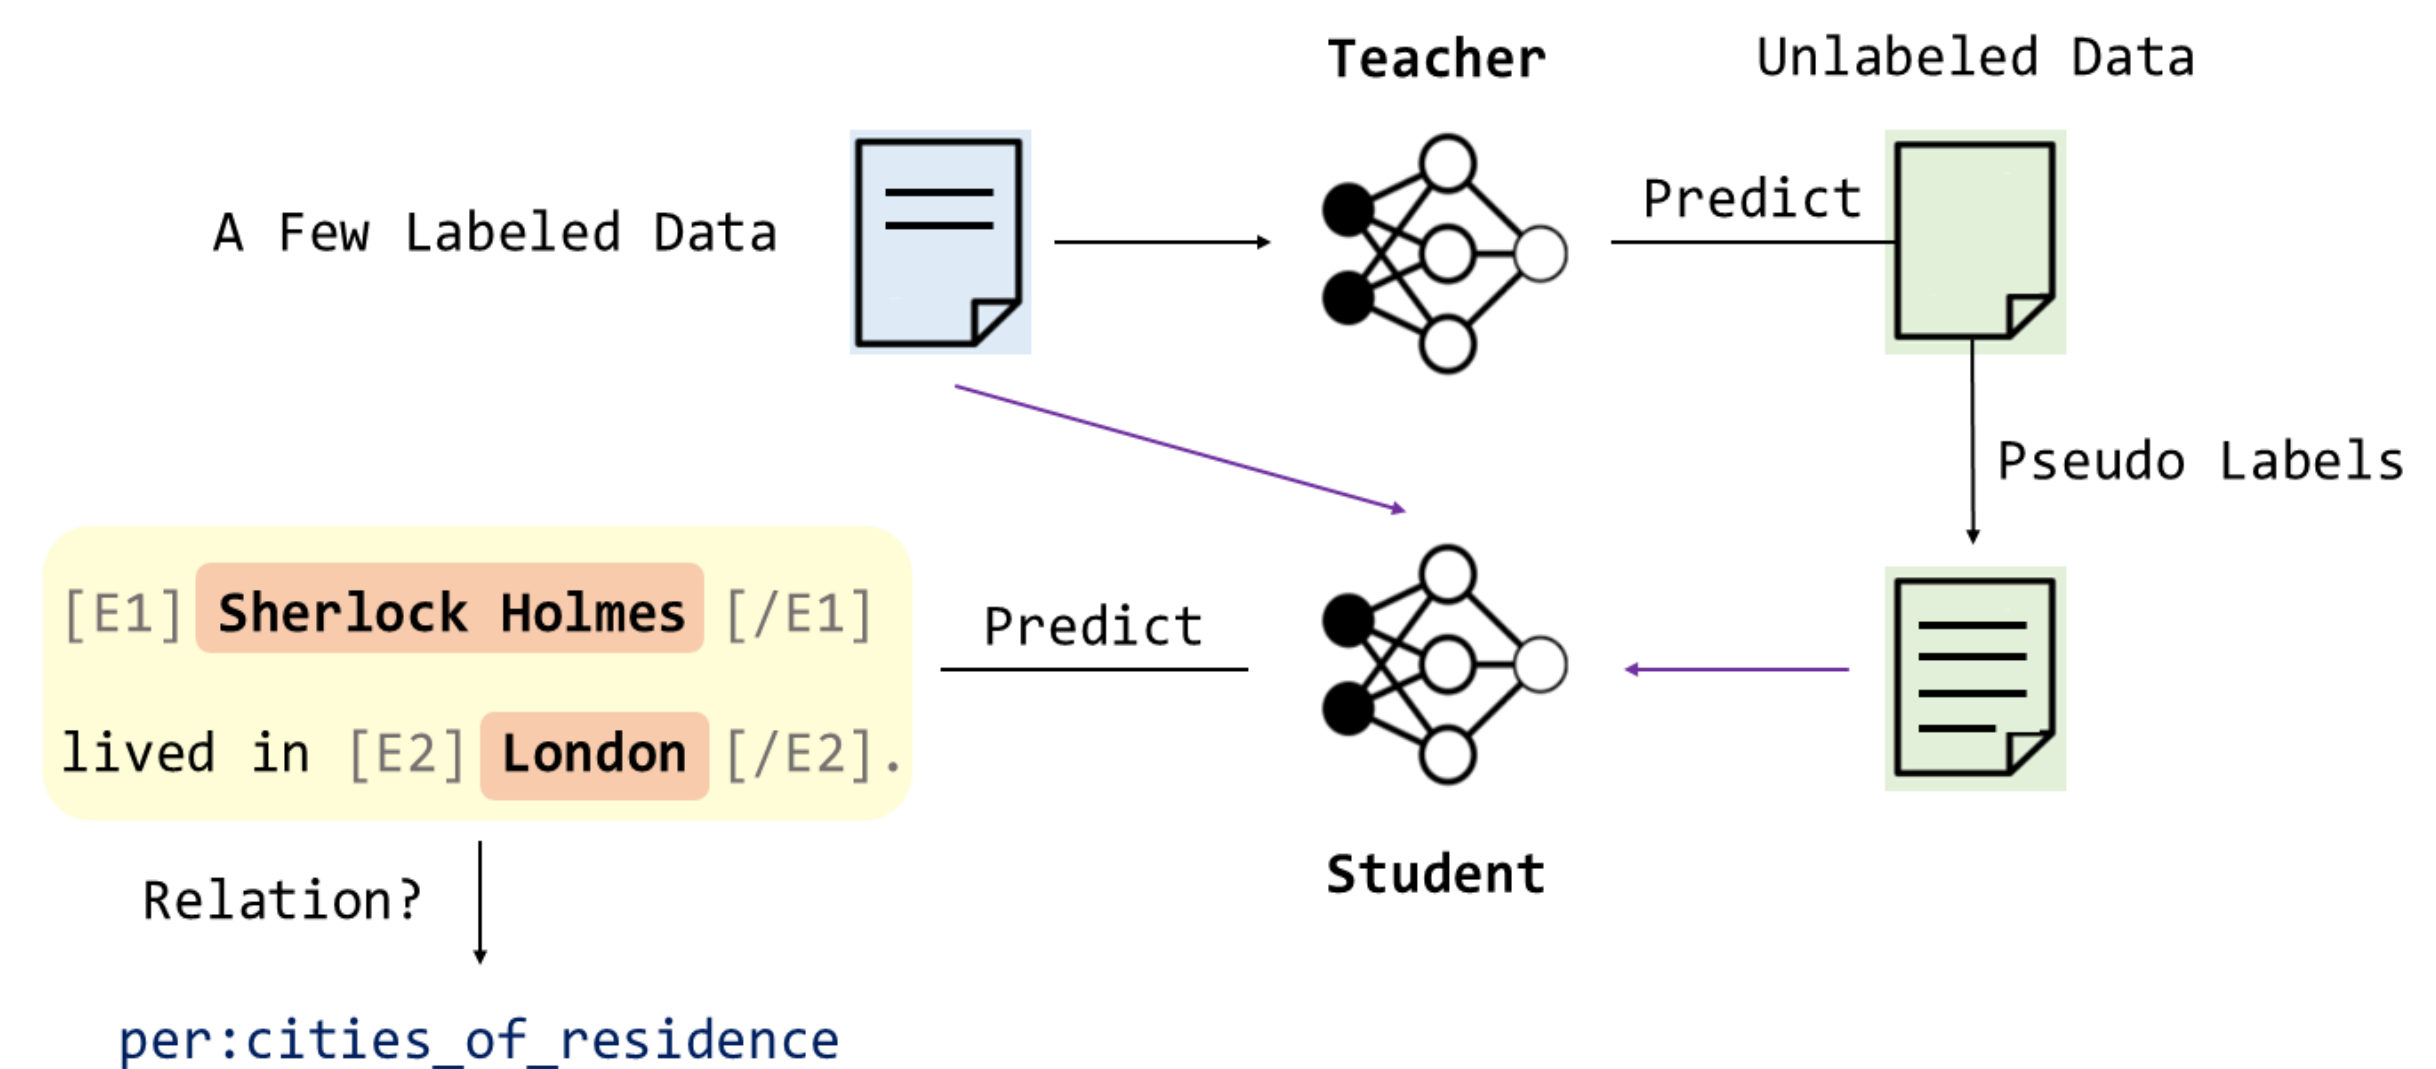 Teacher
Unlabeled Data
A Few Labeled Data
Predict
Pseudo Labels
[E1] Sherlock Holmes [/E1]
lived in [E2] London [/E2].
Predict
Student
Relation?
per:cities_of_residence